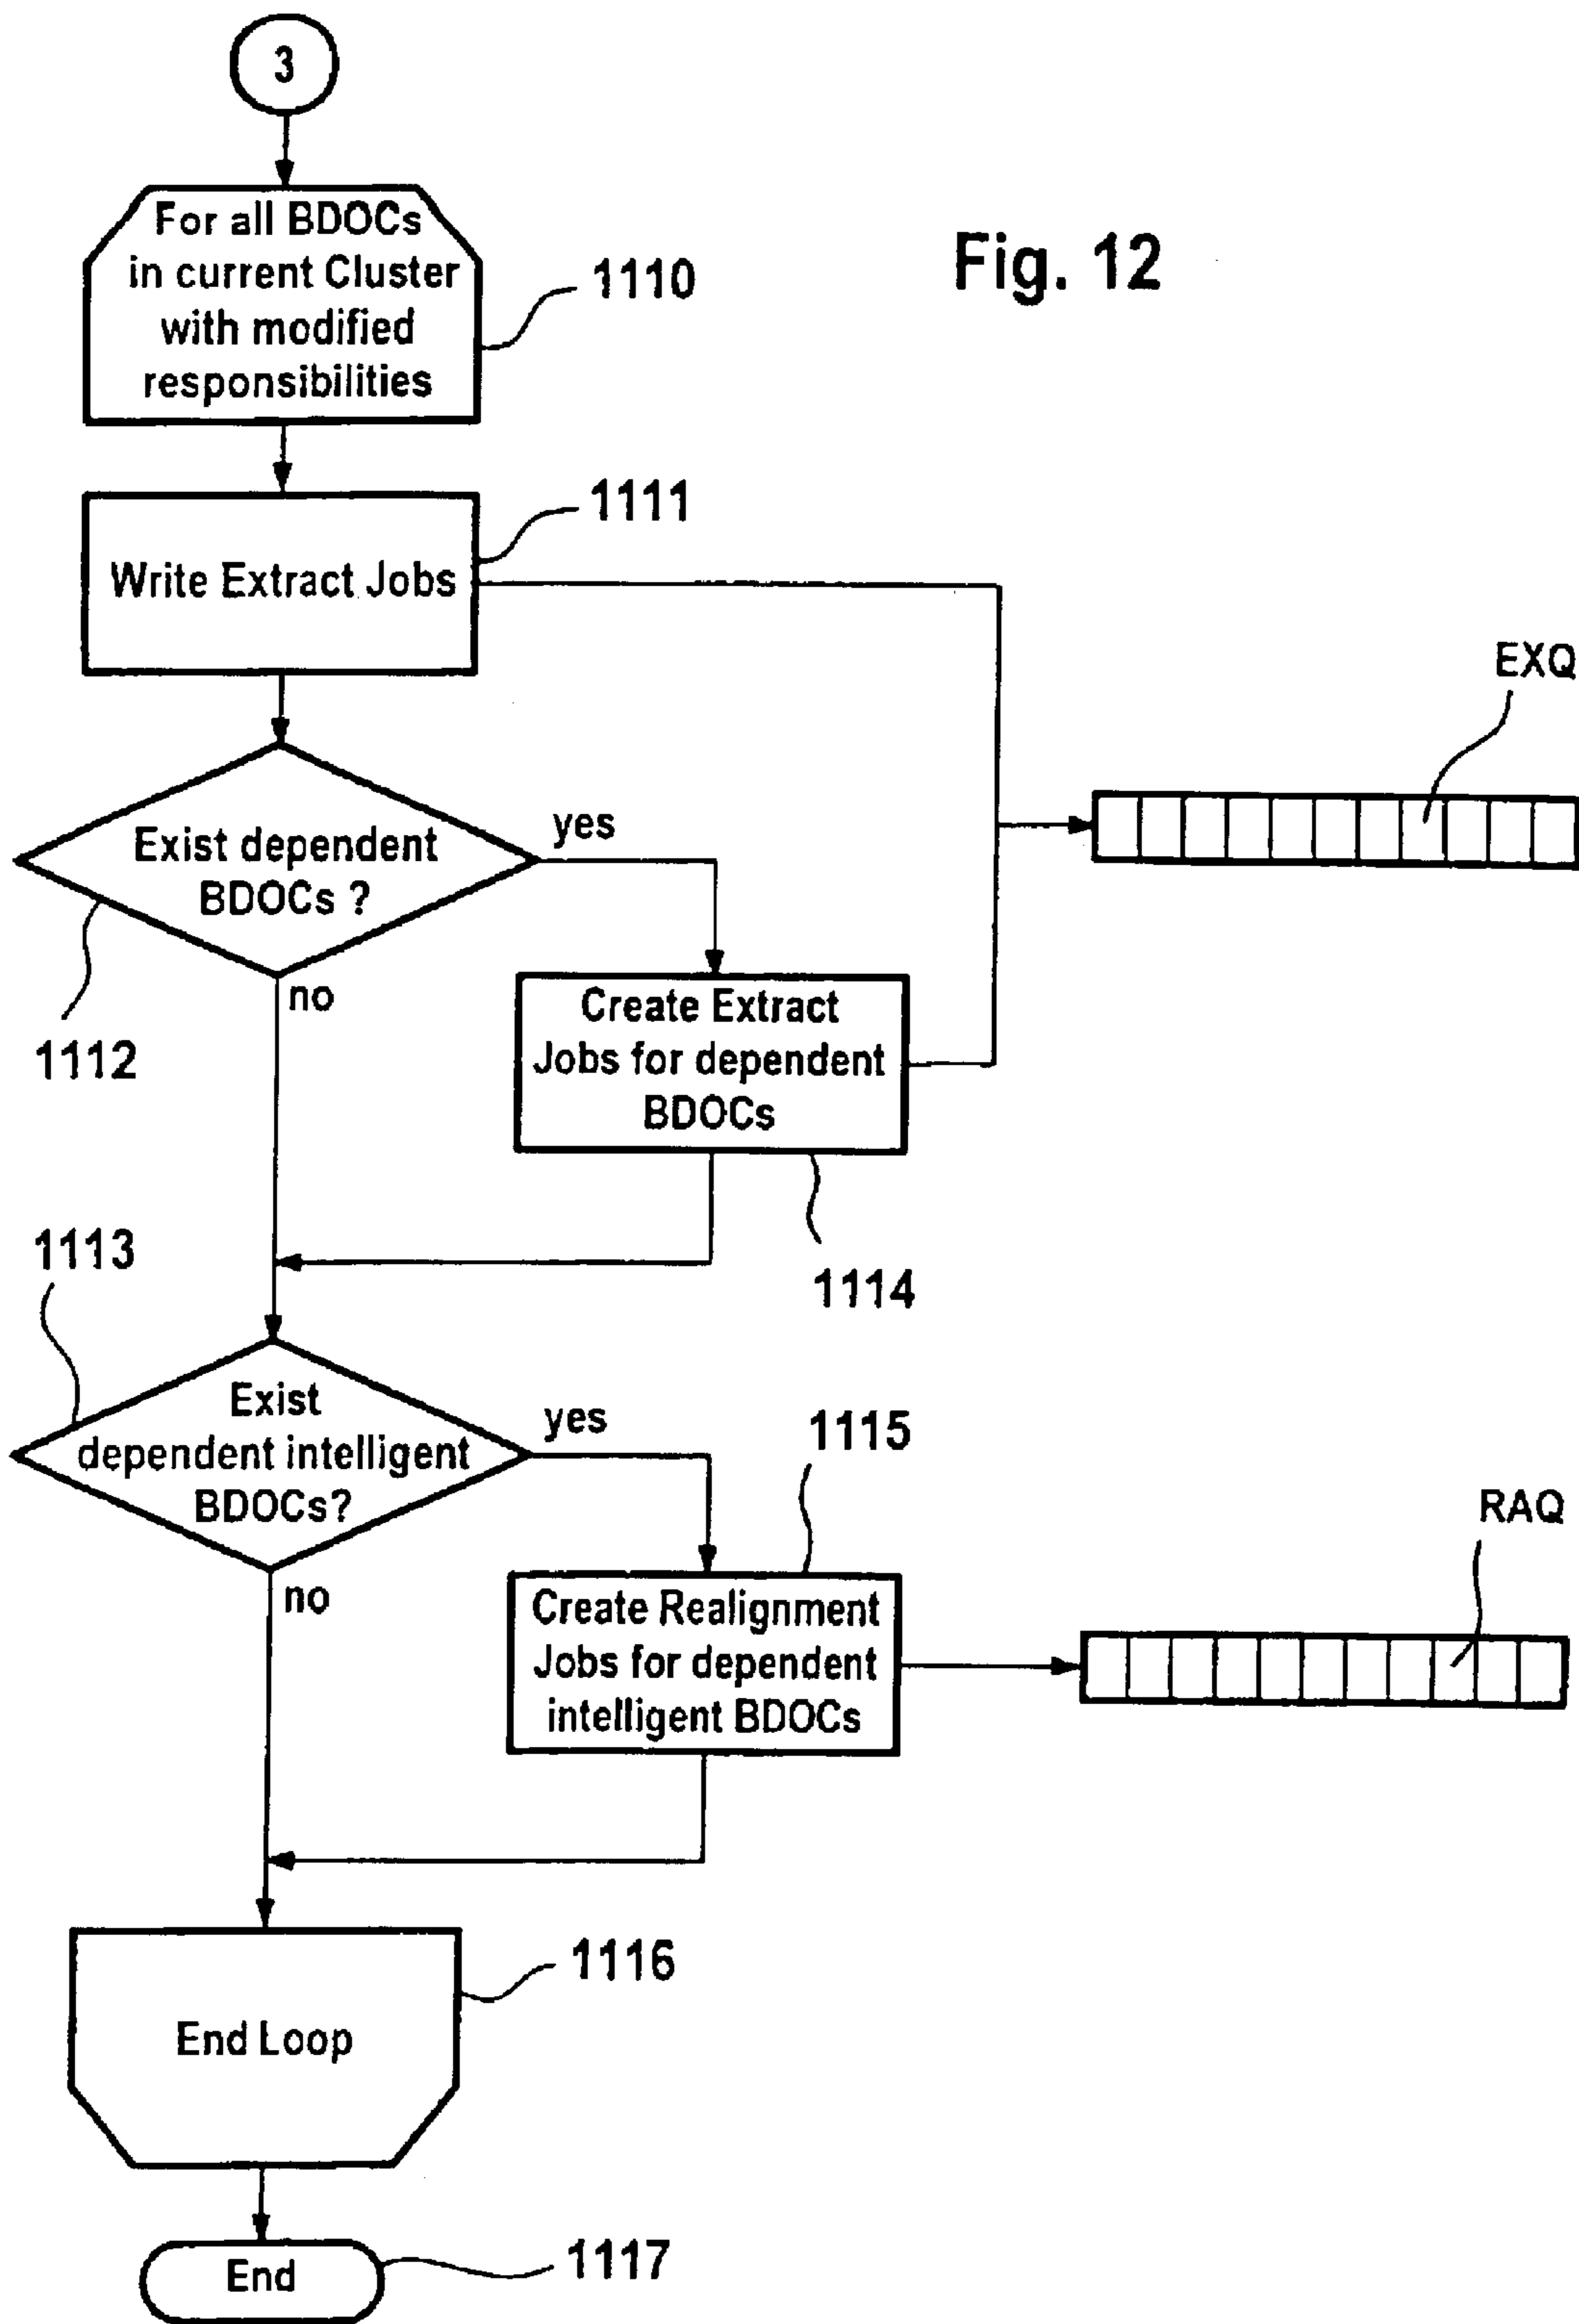 3
For all BDOCs
in current Cluster
with modified
responsibilities
1110
Fig. 12
1111
Write Extract Jobs
EXQ
Exist dependent
BDOCs ?
yes
no
1112
Create Extract
Jobs for dependent
BDOCs
1114
1113
Exist
dependent intelligent
BDOCs?
yes
no
1115
Create Realignment
Jobs for dependent
intelligent BDOCs
RAQ
1116
End Loop
End
1117